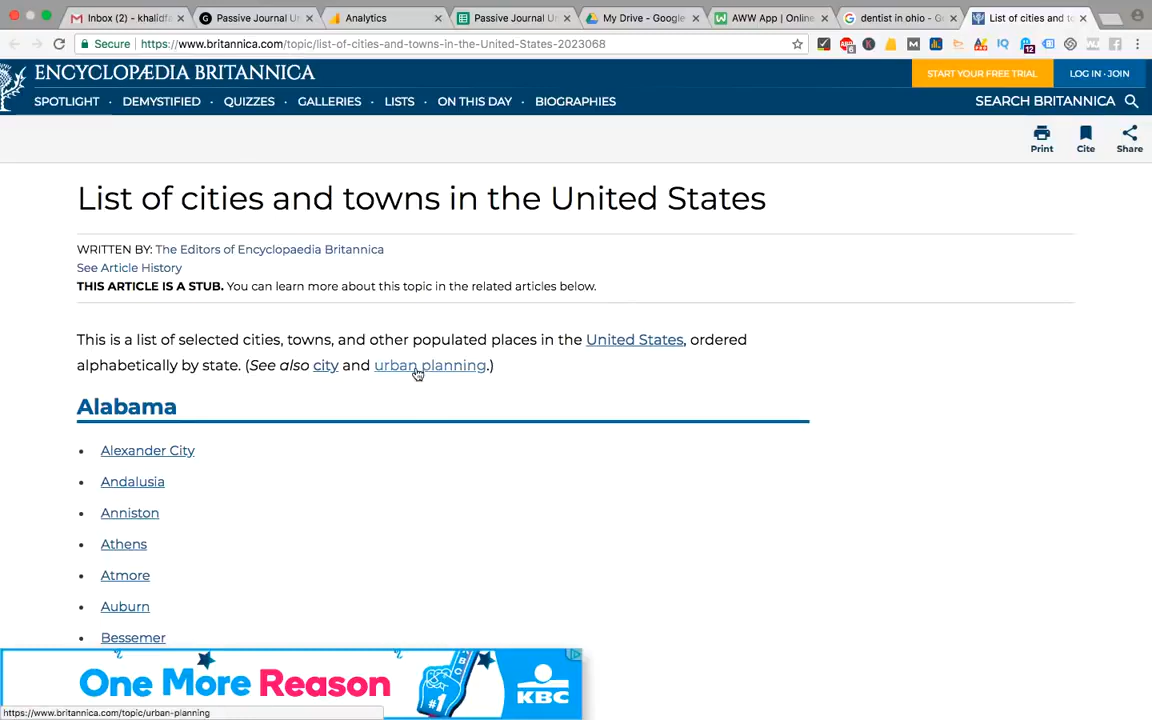 Inbox (2) - khalidfa
Passive Journal Ur
Analytics
Passive Journal Ur
My Drive - Google
AWW App | Online
dentist in ohio - G
List of cities and to
Secure
https://www.britannica.com/topic/list-of-cities-and-towns-in-the-United-States-2023068
ENCYCLOPÆDIA BRITANNICA
START YOUR FREE TRIAL
LOG IN · JOIN
SPOTLIGHT · DEMYSTIFIED · QUIZZES · GALLERIES · LISTS · ON THIS DAY · BIOGRAPHIES
SEARCH BRITANNICA
Print
Cite
Share
List of cities and towns in the United States
WRITTEN BY: The Editors of Encyclopaedia Britannica
See Article History
THIS ARTICLE IS A STUB. You can learn more about this topic in the related articles below.
This is a list of selected cities, towns, and other populated places in the United States, ordered
alphabetically by state. (See also city and urban planning.)
Alabama
• Alexander City
• Andalusia
• Anniston
• Athens
• Atmore
• Auburn
• Bessemer
One More Reason
#1
KBC
https://www.britannica.com/topic/urban-planning